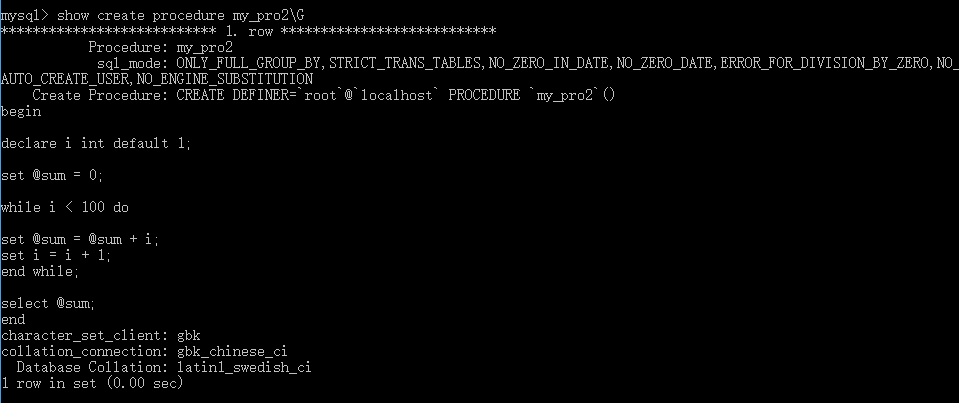 mysql> show create procedure my_pro2\G
*************************** 1. row ***************************
Procedure: my_pro2
sql_mode: ONLY_FULL_GROUP_BY,STRICT_TRANS_TABLES,NO_ZERO_IN_DATE,NO_ZERO_DATE,ERROR_FOR_DIVISION_BY_ZERO,NO_
AUTO_CREATE_USER,NO_ENGINE_SUBSTITUTION
Create Procedure: CREATE DEFINER=`root`@`localhost` PROCEDURE `my_pro2`()
begin
declare i int default 1;
set @sum = 0;
while i < 100 do
set @sum = @sum + i;
set i = i + 1;
end while;
select @sum;
end
character_set_client: gbk
collation_connection: gbk_chinese_ci
Database Collation: latin1_swedish_ci
1 row in set (0.00 sec)